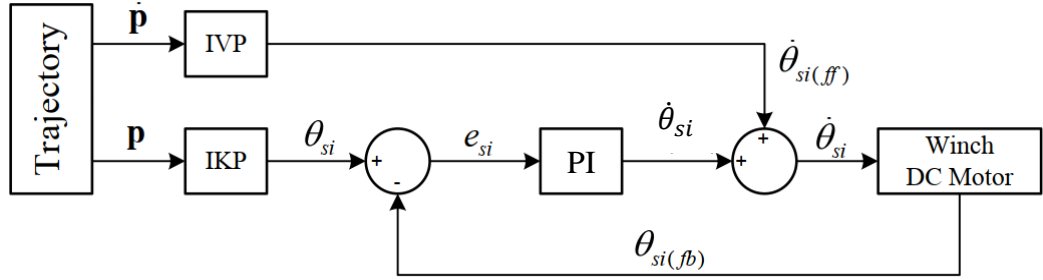 Trajectory
ṗ
IVP
θ̇si(ff)
p
IKP
θsi
+
-
esi
PI
θ̇si
+
+
θ̇si
Winch
DC Motor
θsi(fb)